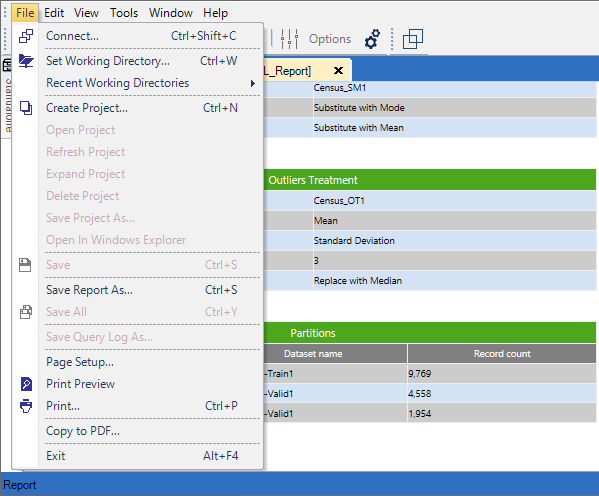 File Edit View Tools Window Help
Connect... Ctrl+Shift+C
Options
Set Working Directory... Ctrl+W
L_Report]
Recent Working Directories
Standalone
Census_SM1
Create Project... Ctrl+N
Substitute with Mode
Open Project
Substitute with Mean
Refresh Project
Expand Project
Outliers Treatment
Delete Project
Census_OT1
Save Project As...
Mean
Open In Windows Explorer
Standard Deviation
Save Ctrl+S
3
Save Report As... Ctrl+S
Replace with Median
Save All Ctrl+Y
Save Query Log As...
Partitions
Page Setup...
Dataset name Record count
Print Preview
-Train1 9,769
-Valid1 4,558
Print... Ctrl+P
-Valid1 1,954
Copy to PDF...
Exit Alt+F4
Report